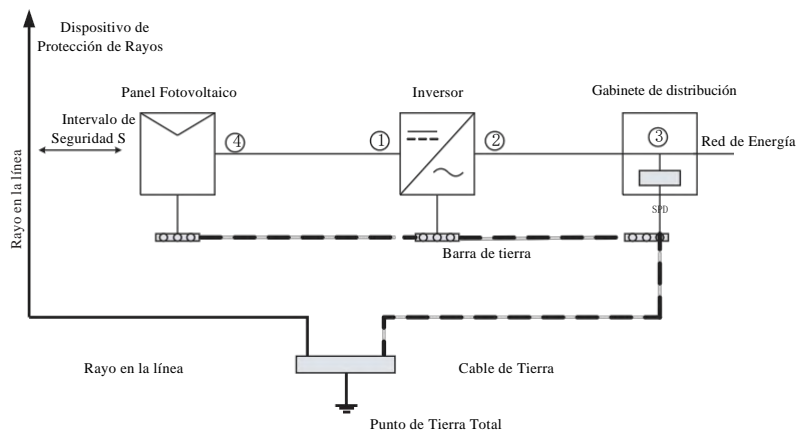 Dispositivo de
Protección de Rayos
Panel Fotovoltaico
Inversor
Gabinete de distribución
Intervalo de
Seguridad S
④
①
②
③
Red de Energía
SPD
Rayo en la línea
Barra de tierra
Rayo en la línea
Cable de Tierra
Punto de Tierra Total